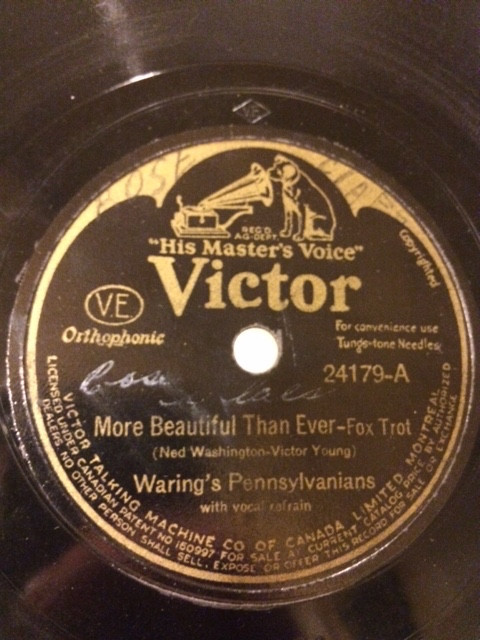 VE
REG'D.
"His Master's Voice"
Victor
Copyrighted
V.E.
Orthophonic
For convenience use
Tungs-tone Needles
24179-A
More Beautiful Than Ever-Fox Trot
(Ned Washington-Victor Young)
Waring's Pennsylvanians
with vocal refrain
VICTOR TALKING MACHINE CO OF CANADA, LIMITED, MONTREAL
LICENSED UNDER CANADIAN PATENT NO 160997 FOR SALE AT CURRENT CATALOG PRICE BY AUTHORIZED
DEALERS NO OTHER PERSON SHALL SELL, EXPOSE OR OFFER THIS RECORD FOR SALE OR EXCHANGE